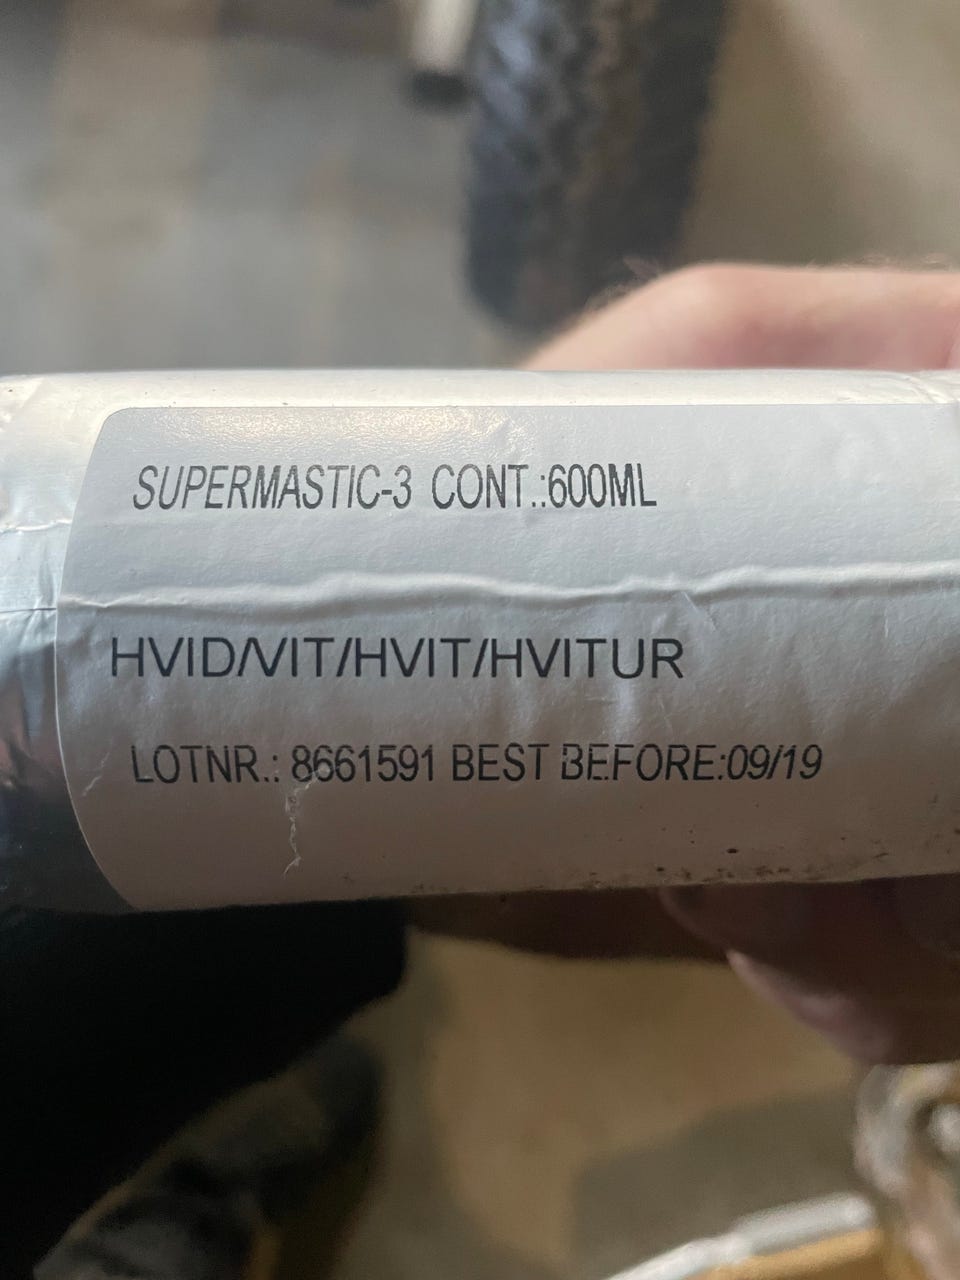 SUPERMASTIC-3 CONT.:600ML
HVID/VIT/HVIT/HVITUR
LOTNR.: 8661591 BEST BEFORE:09/19